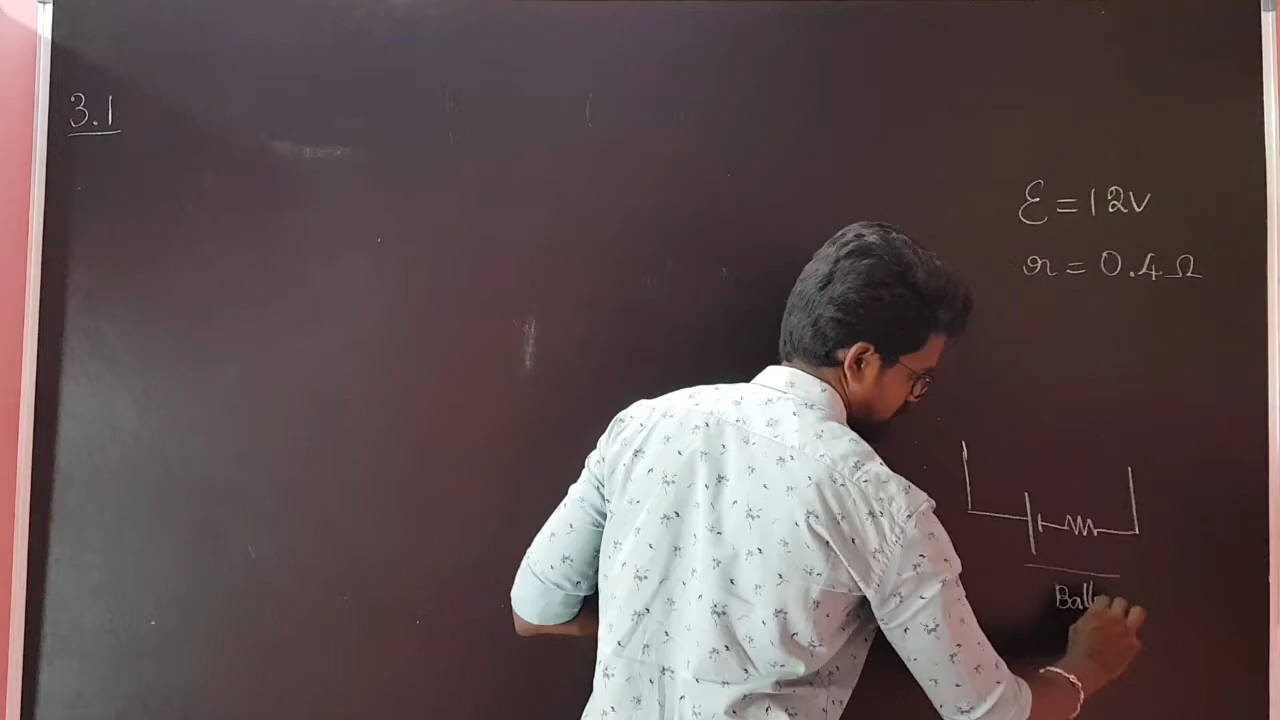 3.1
ε = 12V
r = 0.4 Ω